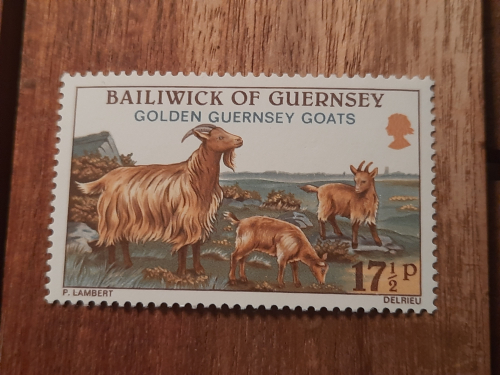 BAILIWICK OF GUERNSEY
GOLDEN GUERNSEY GOATS
17½p
P. LAMBERT
DELRIEU